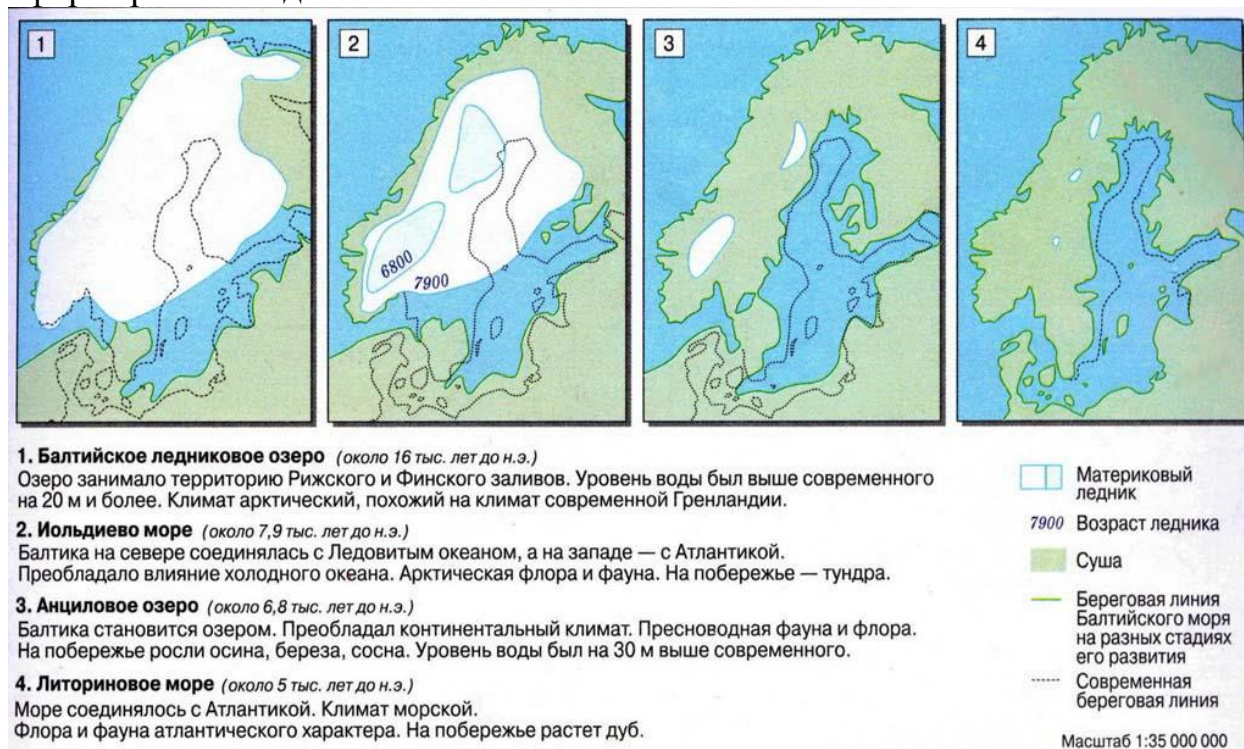 1
2
3
4
6800
7900
1. Балтийское ледниковое озеро (около 16 тыс. лет до н.э.)
Озеро занимало территорию Рижского и Финского заливов. Уровень воды был выше современного
на 20 м и более. Климат арктический, похожий на климат современной Гренландии.
2. Иольдиево море (около 7,9 тыс. лет до н.э.)
Балтика на севере соединялась с Ледовитым океаном, а на западе — с Атлантикой.
Преобладало влияние холодного океана. Арктическая флора и фауна. На побережье — тундра.
3. Анциловое озеро (около 6,8 тыс. лет до н.э.)
Балтика становится озером. Преобладал континентальный климат. Пресноводная фауна и флора.
На побережье росли осина, береза, сосна. Уровень воды был на 30 м выше современного.
4. Литориновое море (около 5 тыс. лет до н.э.)
Море соединялось с Атлантикой. Климат морской.
Флора и фауна атлантического характера. На побережье растет дуб.
Материковый
ледник
7900 Возраст ледника
Суша
Береговая линия
Балтийского моря
на разных стадиях
его развития
Современная
береговая линия
Масштаб 1:35 000 000